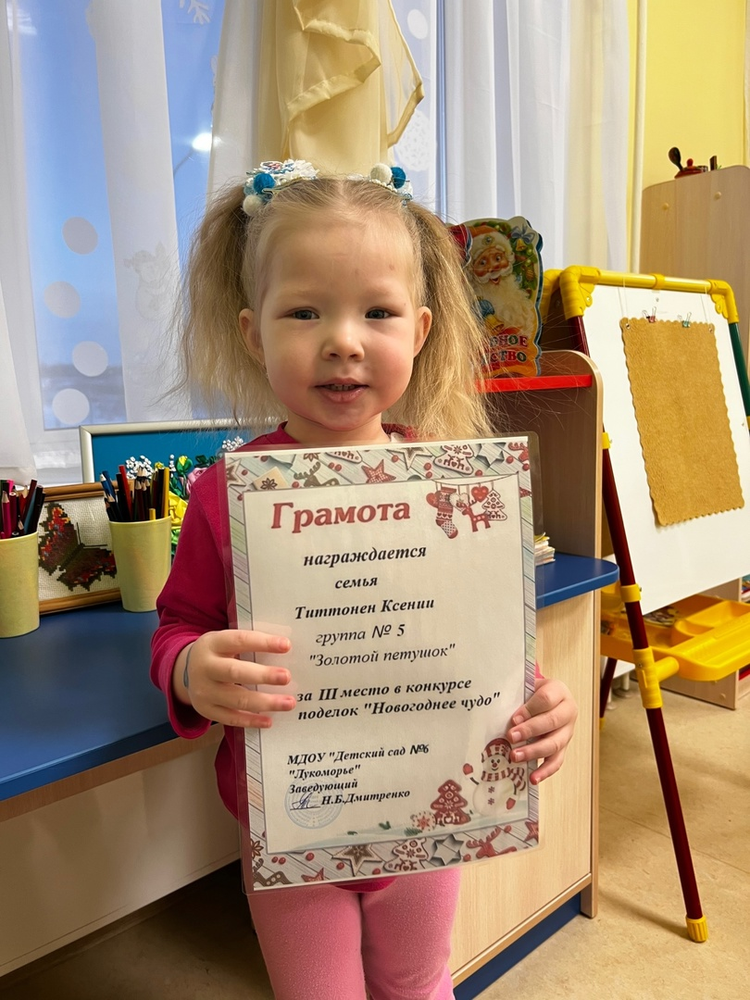 Грамота
награждается
семья
Титтонен Ксении
группа № 5
"Золотой петушок"
за III место в конкурсе
поделок "Новогоднее чудо"
МДОУ "Детский сад №6
"Лукоморье"
Заведующий
Н.Б.Дмитренко